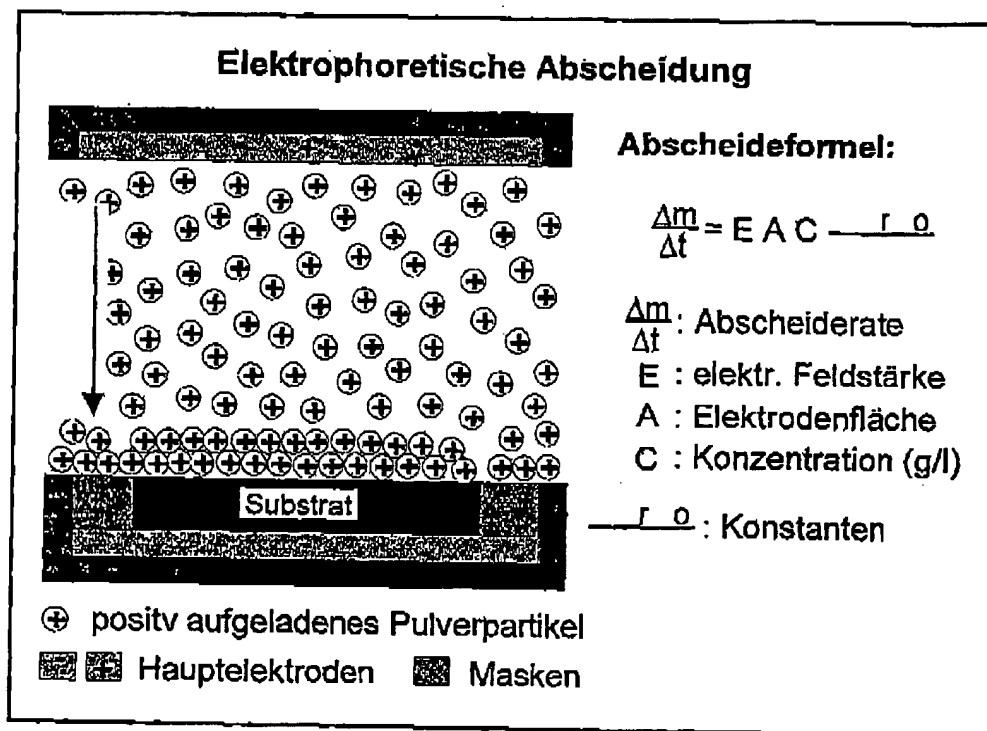 Elektrophoretische Abscheidung
Abscheideformel:
Δm/Δt = E A C r o
Δm/Δt : Abscheiderate
E : elektr. Feldstärke
A : Elektrodenfläche
C : Konzentration (g/l)
r o : Konstanten
Substrat
⊕ positv aufgeladenes Pulverpartikel
Hauptelektroden Masken